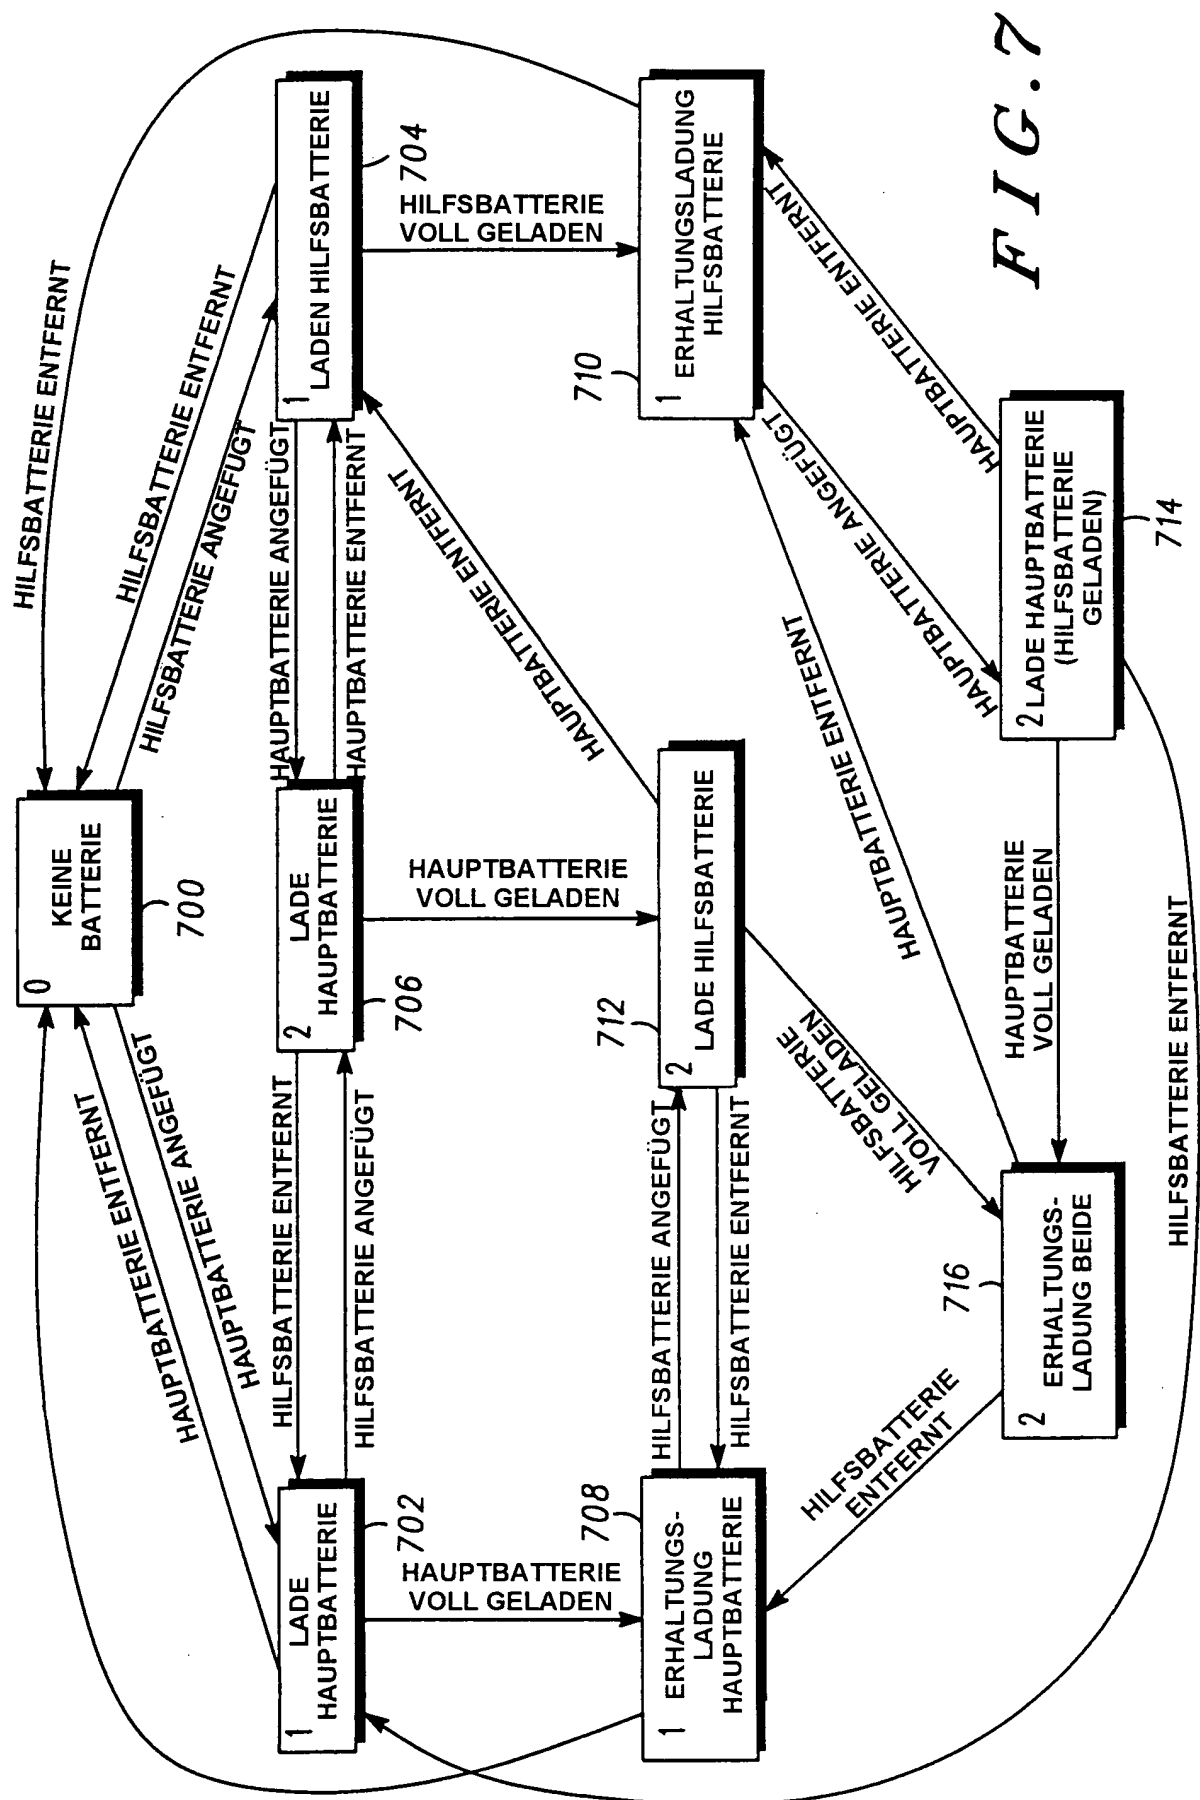 HILFSBATTERIE ENTFERNT
0
KEINE
BATTERIE
700
HAUPTBATTERIE ENTFERNT
HAUPTBATTERIE ANGEFÜGT
HILFSBATTERIE ENTFERNT
HILFSBATTERIE ANGEFÜGT
1
LADE
HAUPTBATTERIE
702
HILFSBATTERIE ENTFERNT
HILFSBATTERIE ANGEFÜGT
2
LADE
HAUPTBATTERIE
706
HAUPTBATTERIE ANGEFÜGT
HAUPTBATTERIE ENTFERNT
1
LADEN HILFSBATTERIE
704
HAUPTBATTERIE
VOLL GELADEN
HAUPTBATTERIE
VOLL GELADEN
HAUPTBATTERIE ENTFERNT
HILFSBATTERIE
VOLL GELADEN
708
1
ERHALTUNGS-
LADUNG
HAUPTBATTERIE
HILFSBATTERIE ANGEFÜGT
HILFSBATTERIE ENTFERNT
712
2
LADE HILFSBATTERIE
710
1
ERHALTUNGSLADUNG
HILFSBATTERIE
HILFSBATTERIE
ENTFERNT
HILFSBATTERIE
VOLL GELADEN
HAUPTBATTERIE ENTFERNT
HAUPTBATTERIE ANGEFÜGT
HAUPTBATTERIE ENTFERNT
716
2
ERHALTUNGS-
LADUNG BEIDE
HAUPTBATTERIE
VOLL GELADEN
2
LADE HAUPTBATTERIE
(HILFSBATTERIE
GELADEN)
714
HILFSBATTERIE ENTFERNT
FIG.7